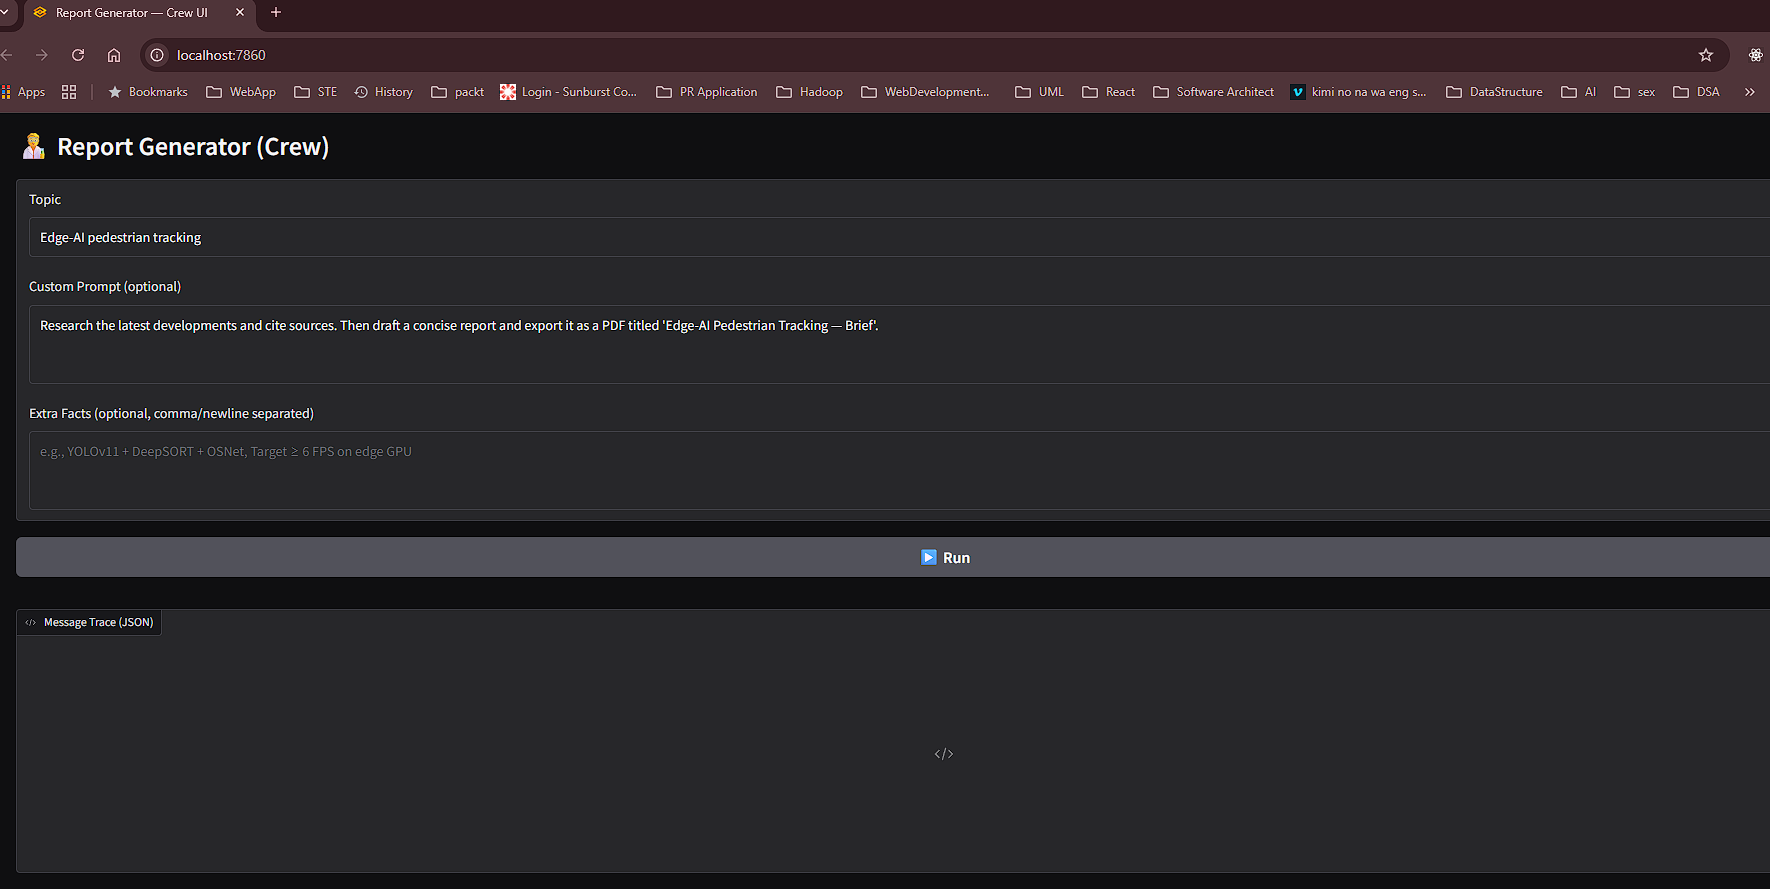 Report Generator — Crew UI
localhost:7860
Apps Bookmarks WebApp STE History packt Login - Sunburst Co... PR Application Hadoop WebDevelopment... UML React Software Architect kimi no na wa eng s... DataStructure AI sex DSA
Report Generator (Crew)
Topic
Edge-AI pedestrian tracking
Custom Prompt (optional)
Research the latest developments and cite sources. Then draft a concise report and export it as a PDF titled 'Edge-AI Pedestrian Tracking — Brief'.
Extra Facts (optional, comma/newline separated)
e.g., YOLOv11 + DeepSORT + OSNet, Target ≥ 6 FPS on edge GPU
Run
Message Trace (JSON)